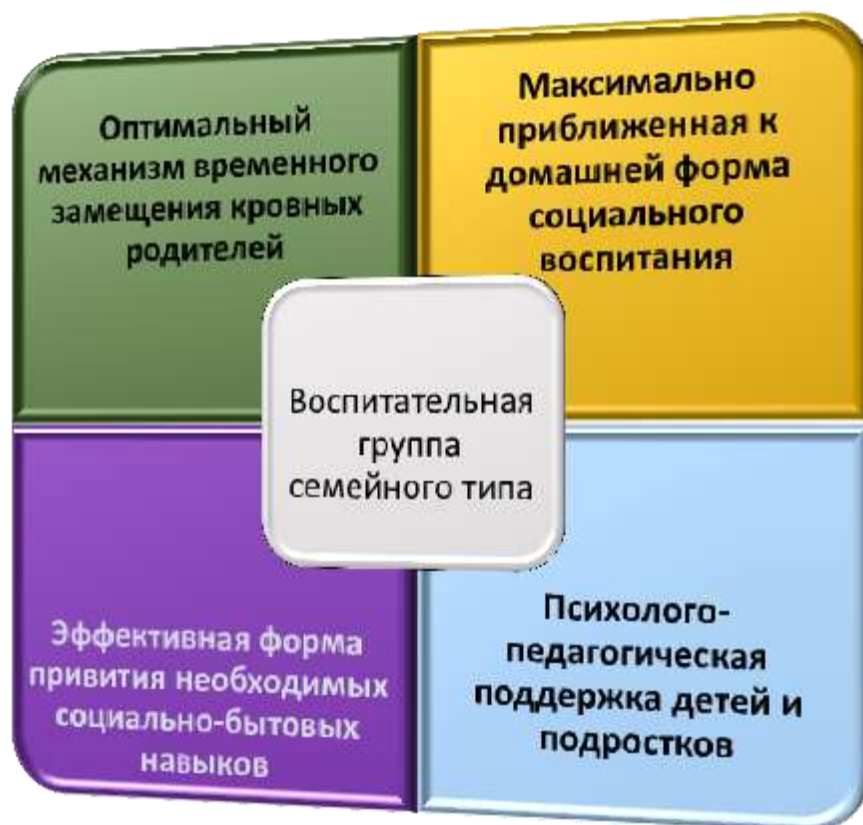 Оптимальный
механизм временного
замещения кровных
родителей
Максимально
приближенная к
домашней форма
социального
воспитания
Воспитательная
группа
семейного типа
Эффективная форма
привития необходимых
социально-бытовых
навыков
Психолого-
педагогическая
поддержка детей и
подростков